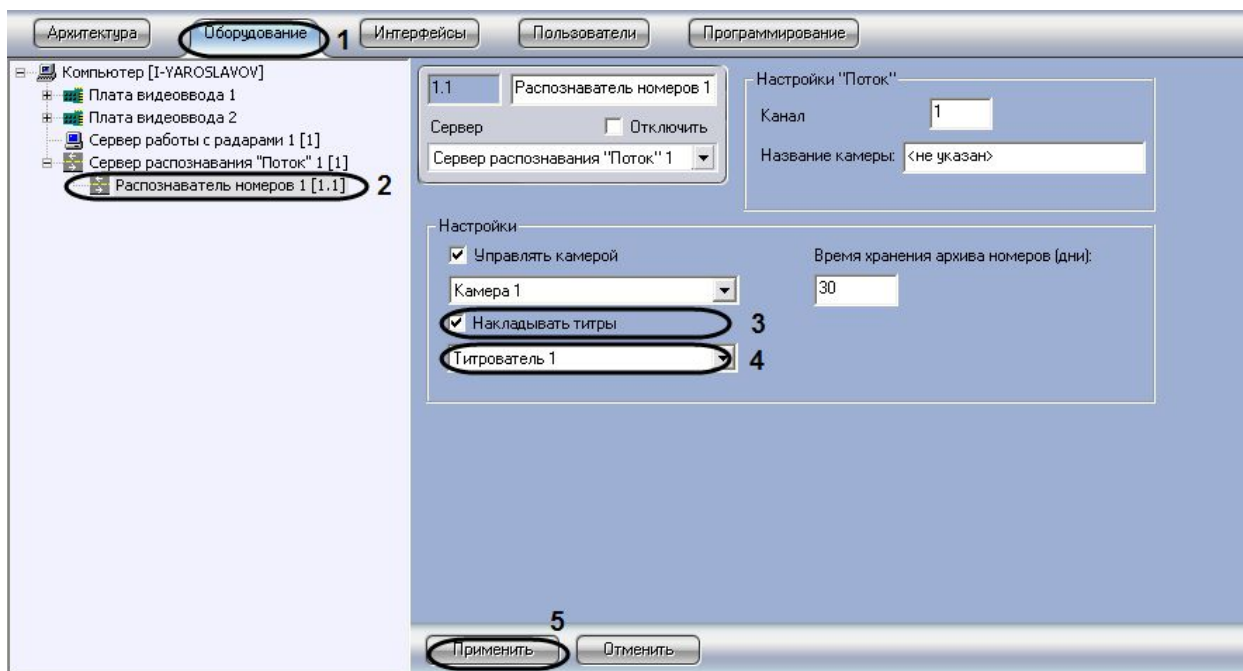 Архитектура Оборудование 1 Интерфейсы Пользователи Программирование
Компьютер [I-YAROSLAVOV]
Плата видеоввода 1
Плата видеоввода 2
Сервер работы с радарами 1 [1]
Сервер распознавания "Поток" 1 [1]
Распознаватель номеров 1 [1.1] 2
1.1 Распознаватель номеров 1
Сервер Отключить
Сервер распознавания "Поток" 1
Настройки "Поток"
Канал 1
Название камеры: <не указан>
Настройки
Управлять камерой
Камера 1
Накладывать титры 3
Титрователь 1 4
Время хранения архива номеров (дни):
30
5
Применить Отменить